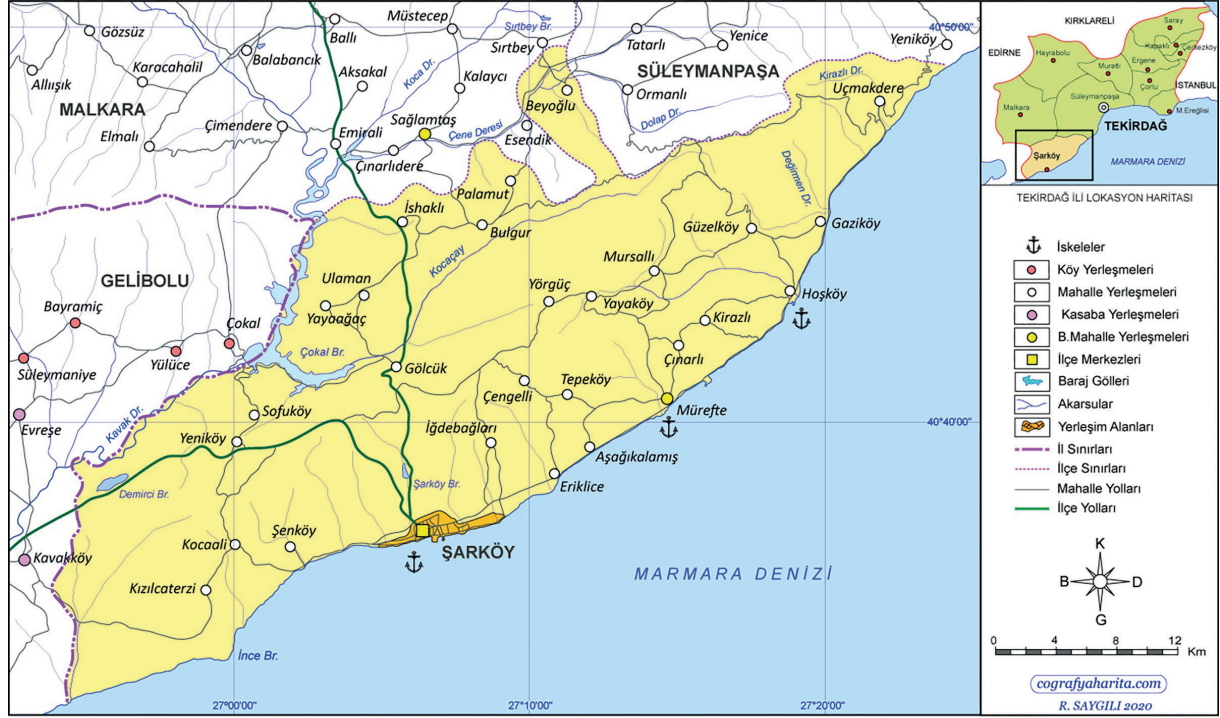 Gözsüz
Ballı
Müstecep
Sırtbey Br.
Sırtbey
Tatarlı
Yenice
Yeniköy
40°50'00"
Balabancık
Koca Dr.
Allıışık
Karacahalil
Aksakal
Kalaycı
SÜLEYMANPAŞA
Kirazlı Dr.
Uçmakdere
MALKARA
Ormanlı
Beyoğlu
Dolap Dr.
Elmalı
Çimendere
Emirali
Sağlamtaş
Çene Deresi
Esendik
Çınarlıdere
Değirmen Dr.
Palamut
İshaklı
Bulgur
Güzelköy
Gaziköy
Kocaçay
Mursallı
GELİBOLU
Ulaman
Yörgüç
Yayaköy
Hoşköy
Bayramiç
Yayaağaç
Kirazlı
Çokal
Çokal Br.
Yülüce
Süleymaniye
Gölcük
Çınarlı
Tepeköy
Çengelli
Mürefte
Evreşe
Kavak Dr.
Sofuköy
Yeniköy
İğdebağları
40°40'00"
Aşağıkalamış
Demirci Br.
Şarköy Br.
Eriklice
Şenköy
Kocaali
ŞARKÖY
Kavakköy
Kızılcaterzi
MARMARA DENİZİ
İnce Br.
27°00'00"
27°10'00"
27°20'00"
KIRKLARELİ
Saray
EDİRNE
Hayrabolu
Kapaklı
Çerkezköy
Muratlı
Ergene
Çorlu
İSTANBUL
Malkara
Süleymanpaşa
M.Ereğlisi
TEKİRDAĞ
Şarköy
MARMARA DENİZİ
TEKİRDAĞ İLİ LOKASYON HARİTASI
İskeleler
Köy Yerleşmeleri
Mahalle Yerleşmeleri
Kasaba Yerleşmeleri
B.Mahalle Yerleşmeleri
İlçe Merkezleri
Baraj Gölleri
Akarsular
Yerleşim Alanları
İl Sınırları
İlçe Sınırları
Mahalle Yolları
İlçe Yolları
K
B
D
G
0 4 8 12
Km
cografyaharita.com
R. SAYGILI 2020